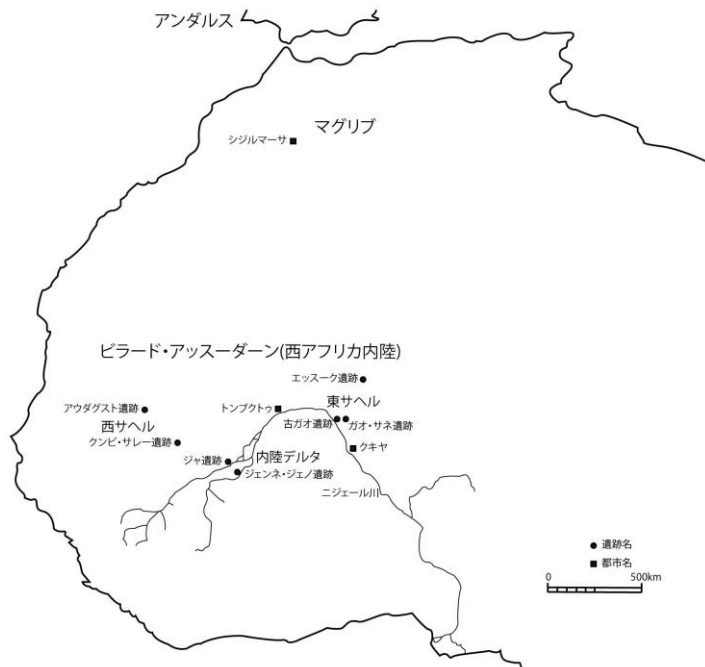 アンダルス
マグリブ
シジルマーサ
ビラード・アッスーダーン(西アフリカ内陸)
エッスーク遺跡
東サヘル
アウダグスト遺跡
トンブクトゥ
西サヘル
古ガオ遺跡
ガオ・サネ遺跡
クンビ・サレー遺跡
クキヤ
内陸デルタ
ジャ遺跡
ジェンネ・ジェノ遺跡
ニジェール川
遺跡名
都市名
0 500km